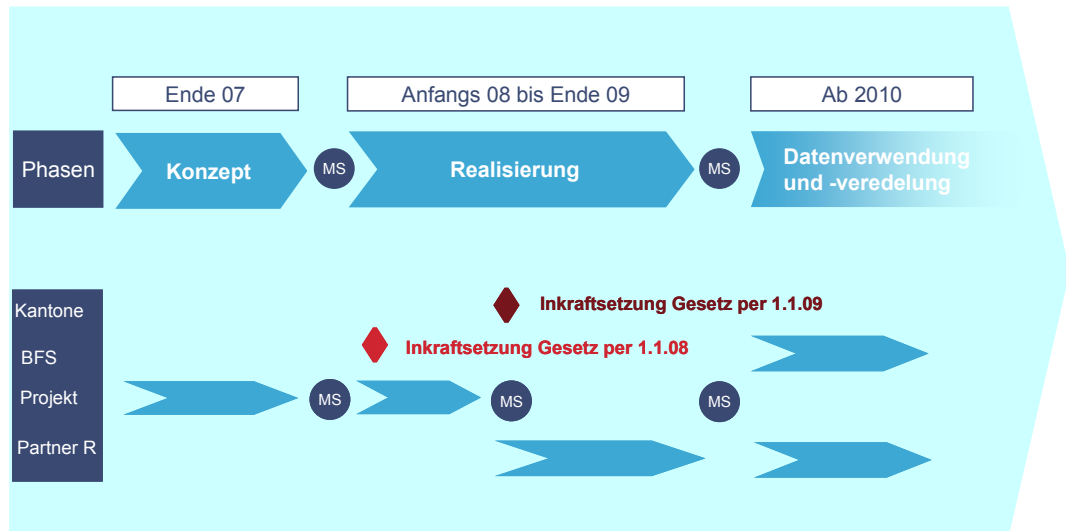 Ende 07
Anfangs 08 bis Ende 09
Ab 2010
Phasen
Konzept
MS
Realisierung
MS
Datenverwendung
und -veredelung
Kantone
Inkraftsetzung Gesetz per 1.1.09
BFS
Inkraftsetzung Gesetz per 1.1.08
Projekt
MS
MS
MS
Partner R